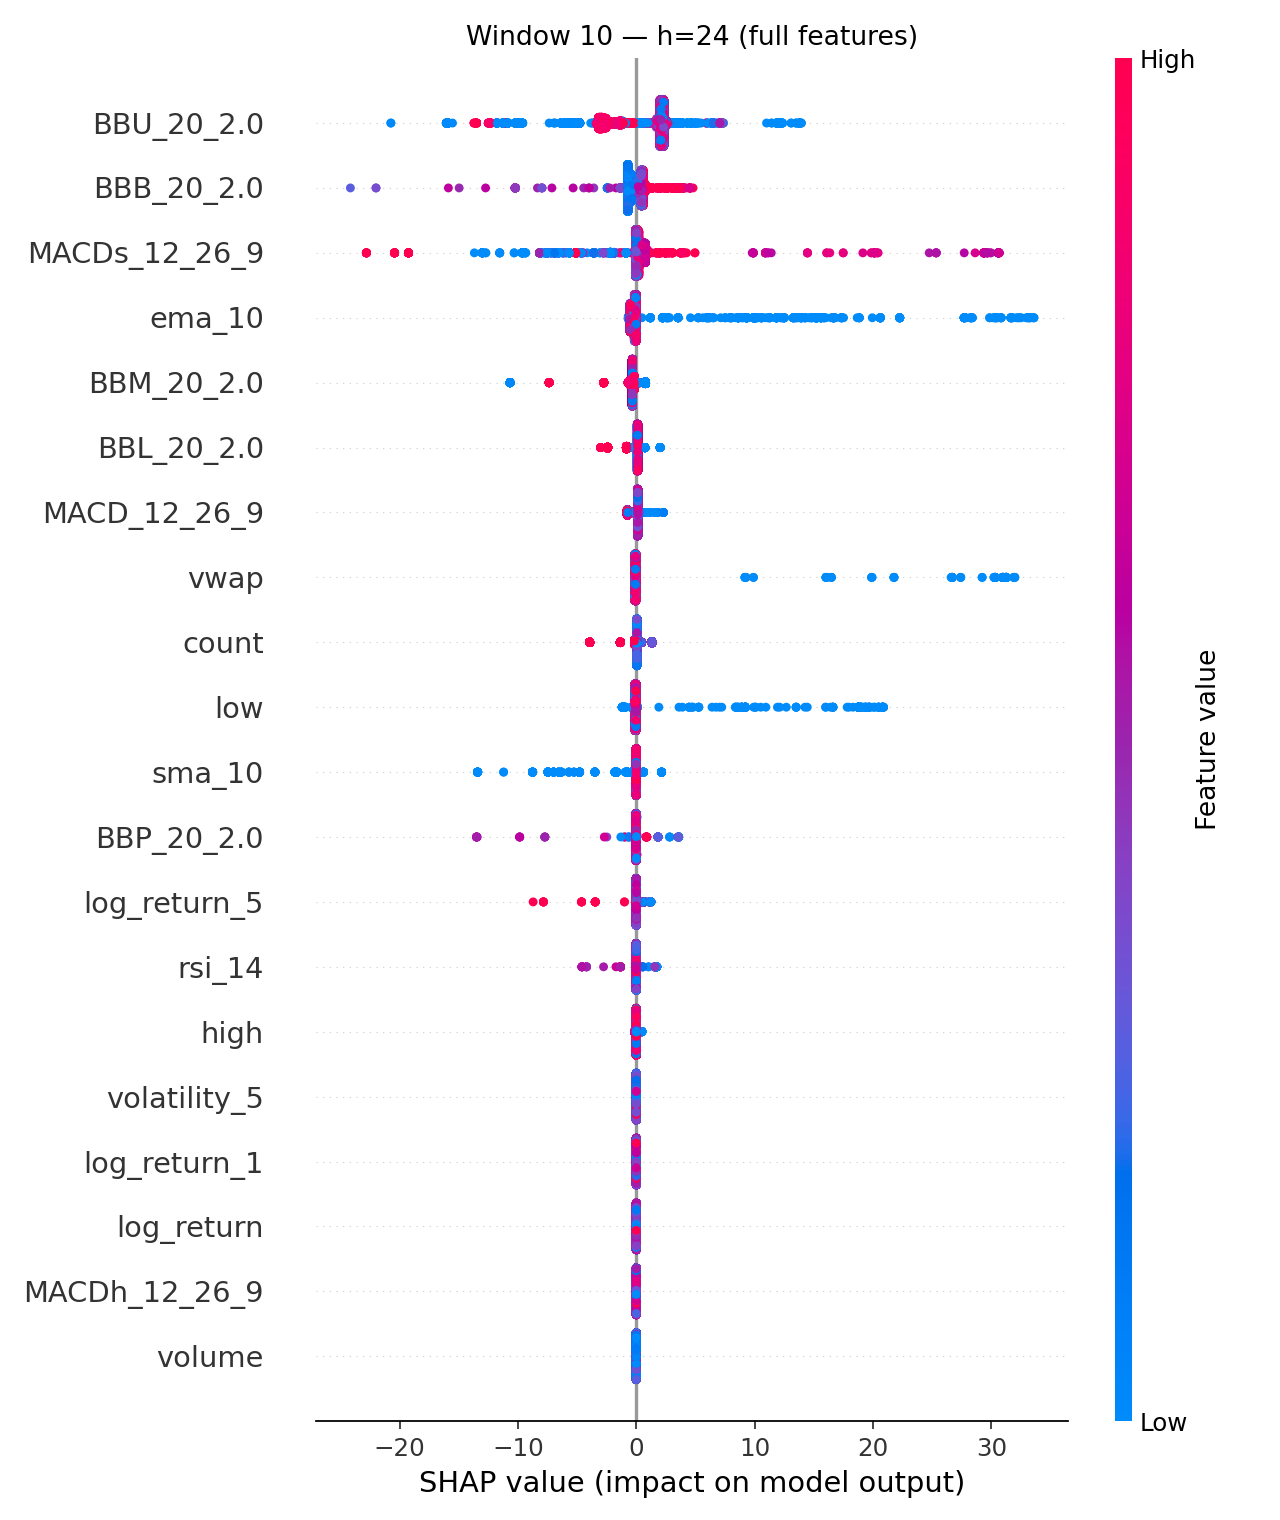 Window 10 — h=24 (full features)
High
BBU_20_2.0
BBB_20_2.0
MACDs_12_26_9
ema_10
BBM_20_2.0
BBL_20_2.0
MACD_12_26_9
vwap
count
low
sma_10
BBP_20_2.0
log_return_5
rsi_14
high
volatility_5
log_return_1
log_return
MACDh_12_26_9
volume
Feature value
Low
−20 −10 0 10 20 30
SHAP value (impact on model output)